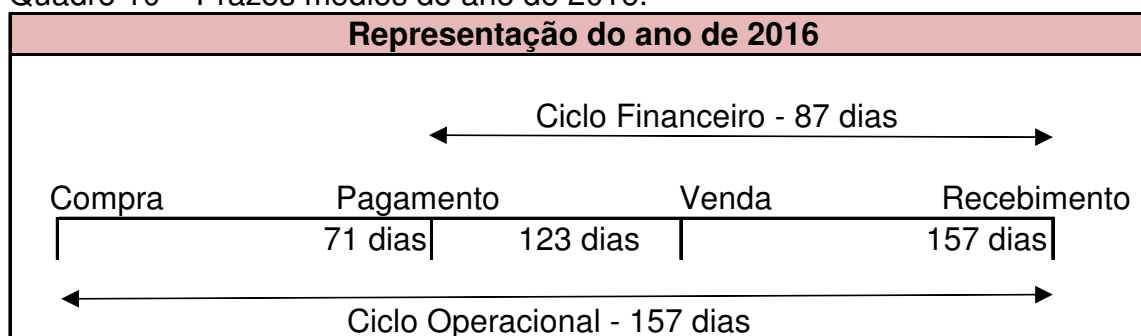 Quadro 10 – Prazos médios do ano de 2016.
Representação do ano de 2016
Ciclo Financeiro - 87 dias
Compra Pagamento Venda Recebimento
71 dias 123 dias 157 dias
Ciclo Operacional - 157 dias